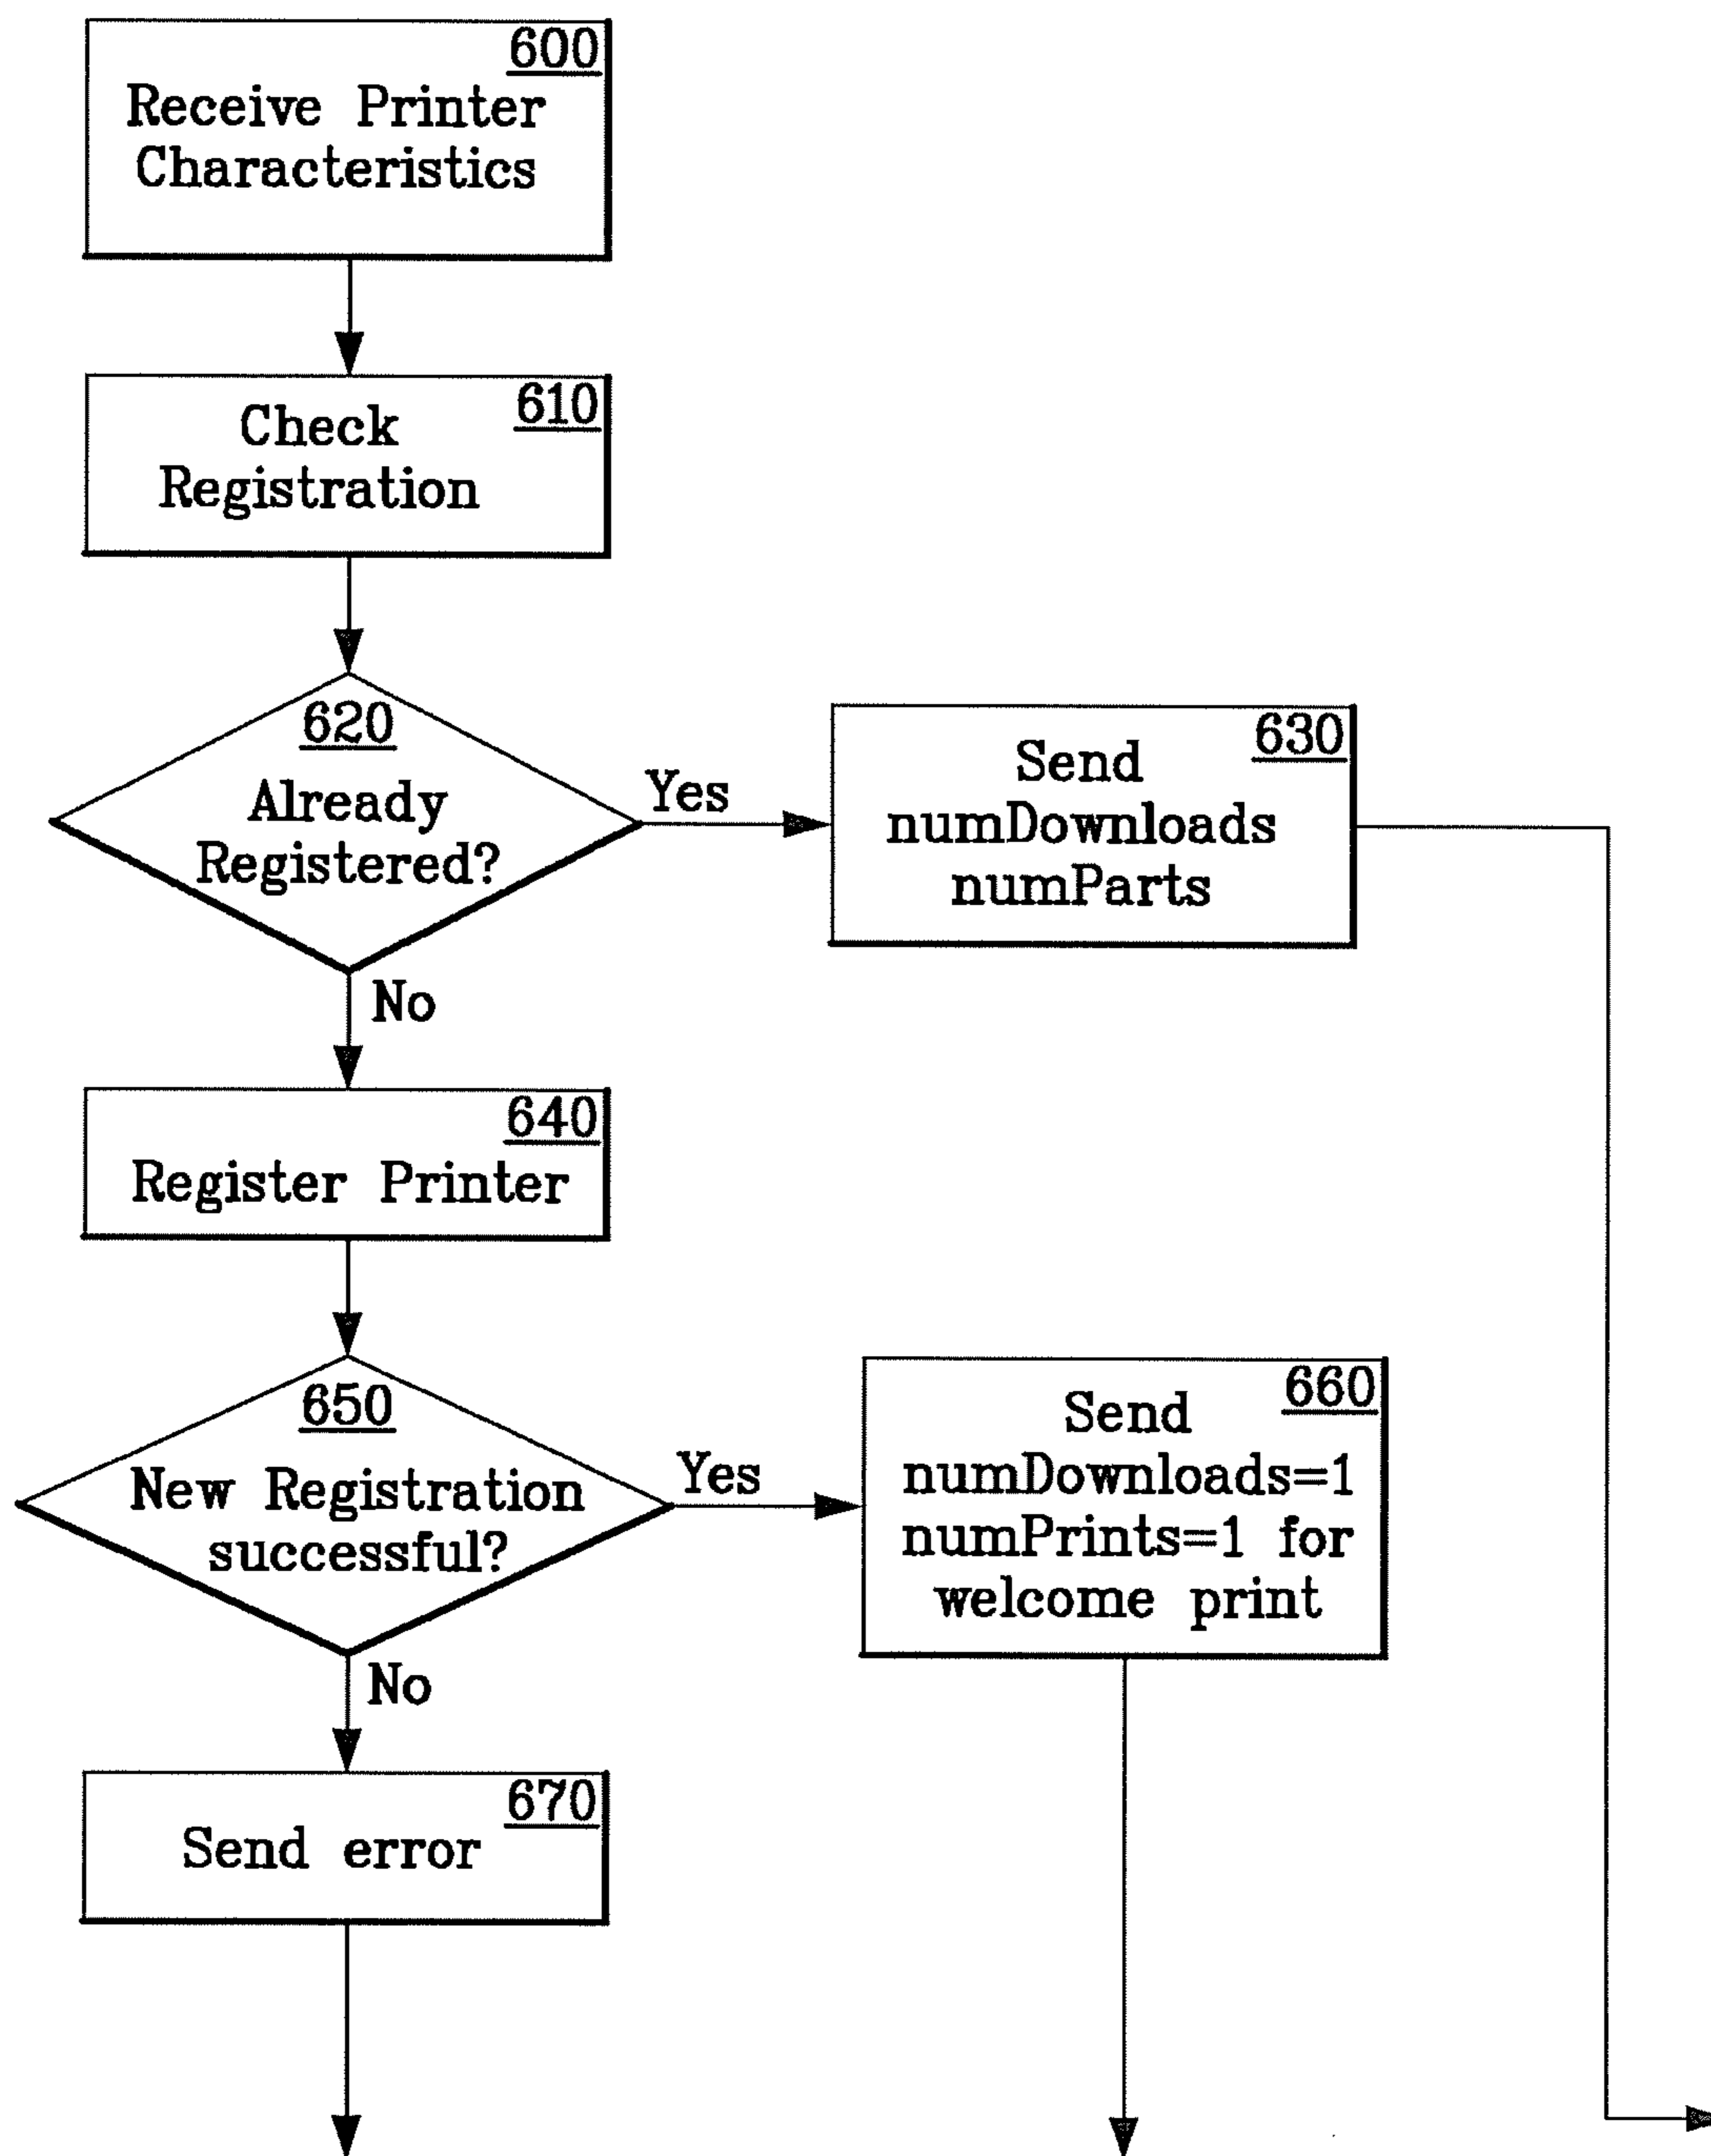 600
Receive Printer
Characteristics
610
Check
Registration
620
Already
Registered?
Yes
630
Send
numDownloads
numParts
No
640
Register Printer
650
New Registration
successful?
Yes
660
Send
numDownloads=1
numPrints=1 for
welcome print
No
670
Send error